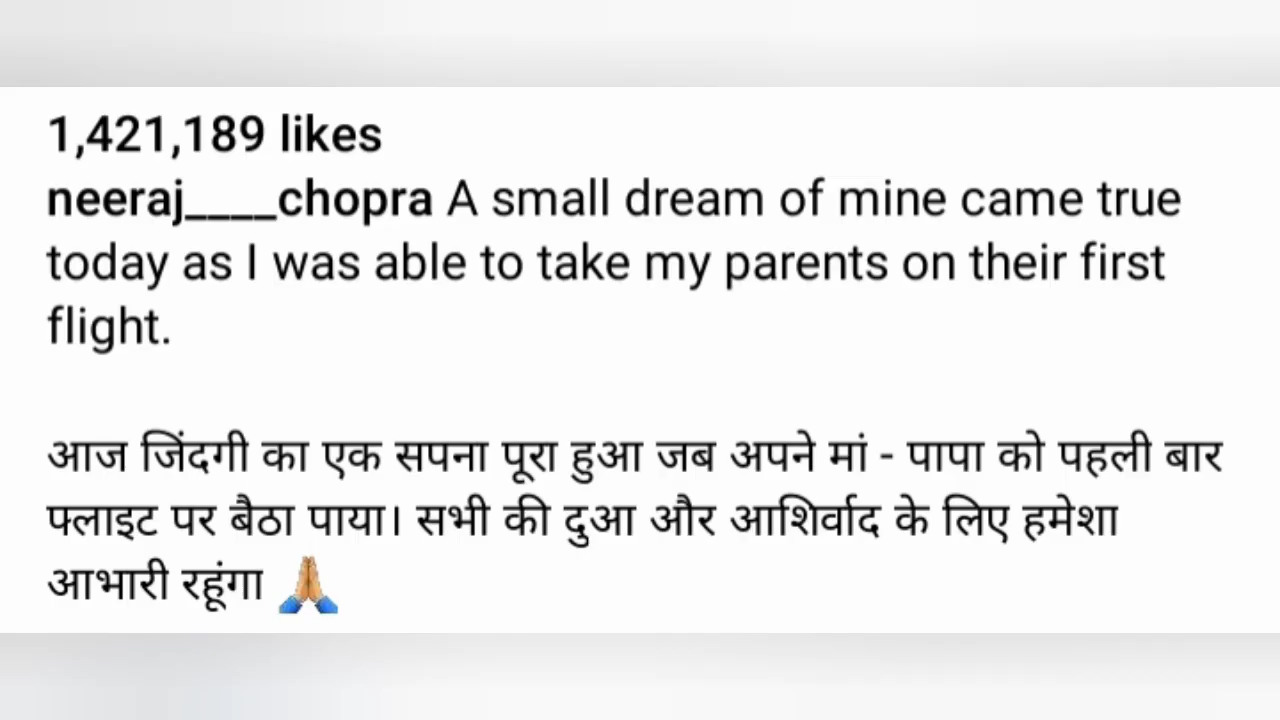 1,421,189 likes
neeraj____chopra A small dream of mine came true
today as I was able to take my parents on their first
flight.
आज जिंदगी का एक सपना पूरा हुआ जब अपने मां - पापा को पहली बार
फ्लाइट पर बैठा पाया। सभी की दुआ और आशिर्वाद के लिए हमेशा
आभारी रहूंगा 🙏🏽